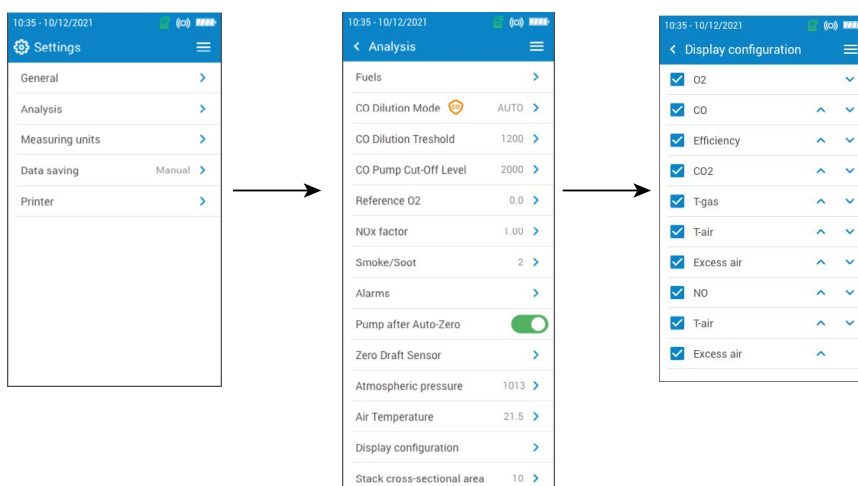 10:35 - 10/12/2021
Settings
General
Analysis
Measuring units
Data saving Manual
Printer
10:35 - 10/12/2021
Analysis
Fuels
CO Dilution Mode CO AUTO
CO Dilution Treshold 1200
CO Pump Cut-Off Level 2000
Reference O2 0.0
NOx factor 1.00
Smoke/Soot 2
Alarms
Pump after Auto-Zero
Zero Draft Sensor
Atmospheric pressure 1013
Air Temperature 21.5
Display configuration
Stack cross-sectional area 10
10:35 - 10/12/2021
Display configuration
O2
CO
Efficiency
CO2
T-gas
T-air
Excess air
NO
T-air
Excess air